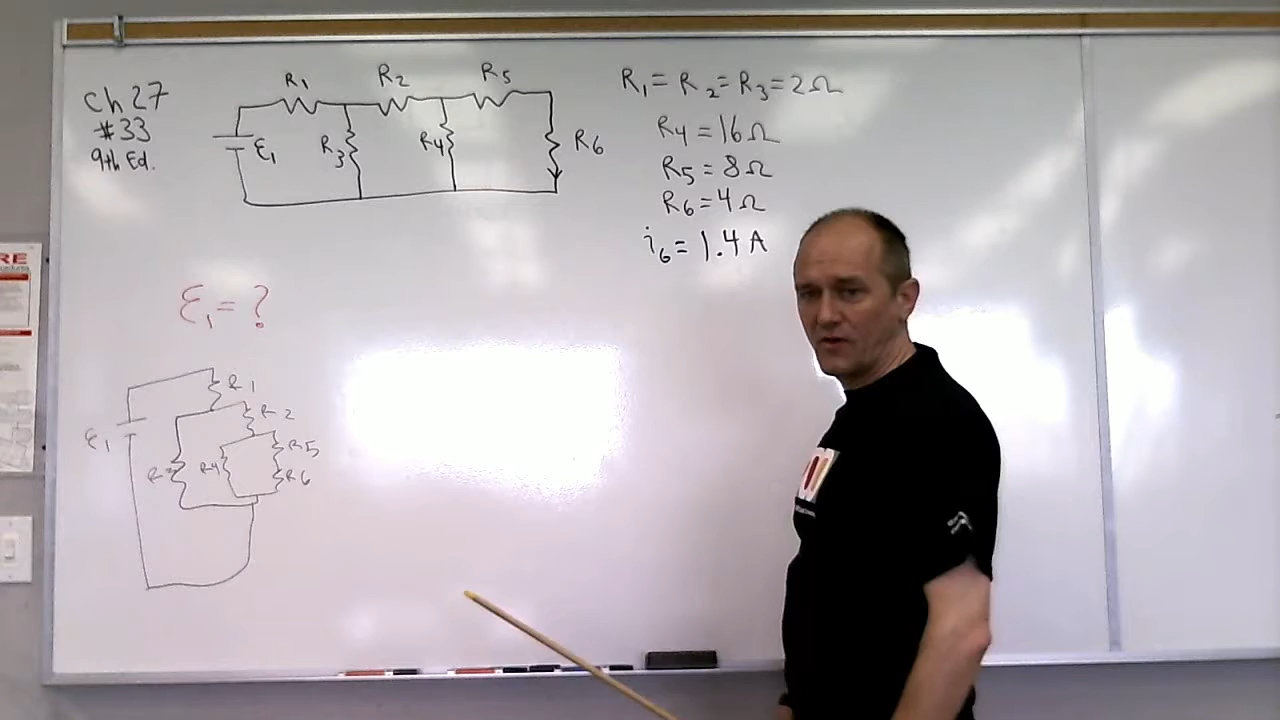 Ch 27
#33
9th Ed.
R1
R2
R5
ε1
R3
R4
R6
R1 = R2 = R3 = 2Ω
R4 = 16Ω
R5 = 8Ω
R6 = 4Ω
i6 = 1.4 A
ε1 = ?
R1
R2
ε1
R3
R4
R5
R6
RE